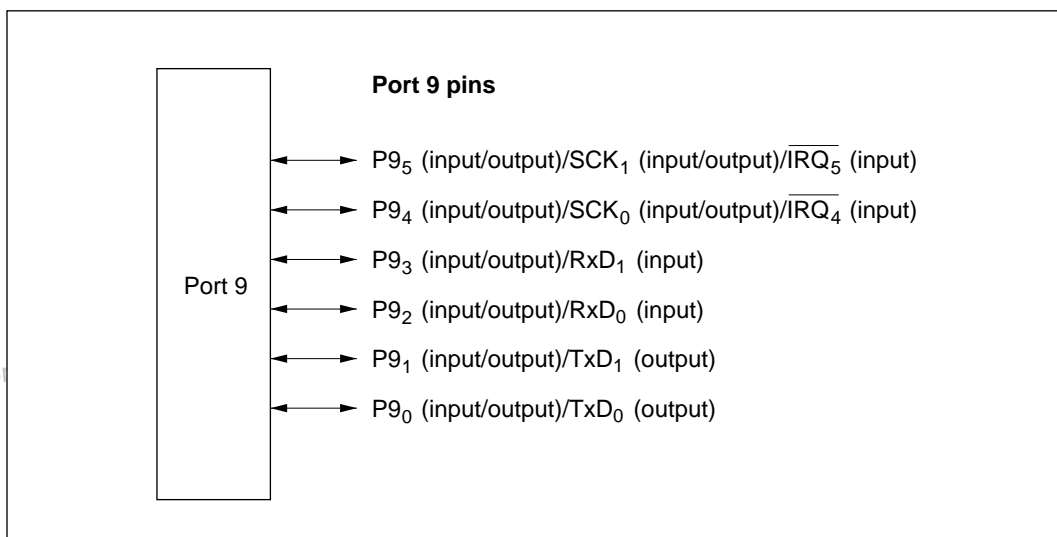 Port 9 pins
P9₅ (input/output)/SCK₁ (input/output)/I̅R̅Q̅₅̅ (input)
P9₄ (input/output)/SCK₀ (input/output)/I̅R̅Q̅₄̅ (input)
P9₃ (input/output)/RxD₁ (input)
Port 9
P9₂ (input/output)/RxD₀ (input)
P9₁ (input/output)/TxD₁ (output)
P9₀ (input/output)/TxD₀ (output)